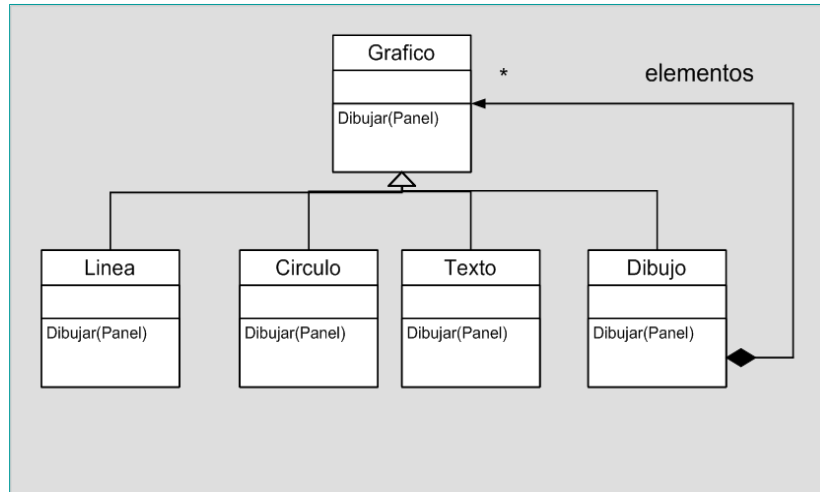 Grafico
* elementos
Dibujar(Panel)
Linea
Circulo
Texto
Dibujo
Dibujar(Panel)
Dibujar(Panel)
Dibujar(Panel)
Dibujar(Panel)